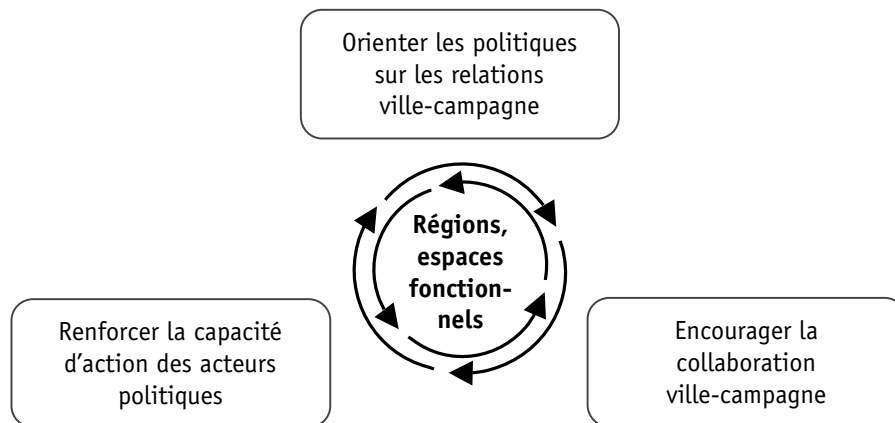 Orienter les politiques
sur les relations
ville-campagne
Régions,
espaces
fonction-
nels
Renforcer la capacité
d'action des acteurs
politiques
Encourager la
collaboration
ville-campagne